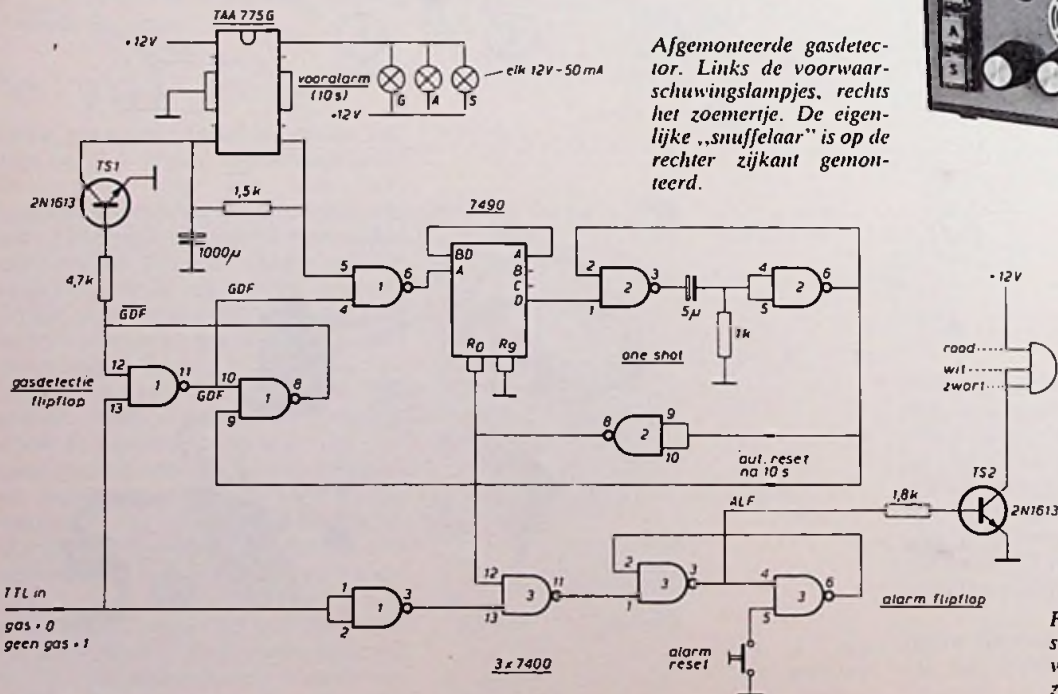 TAA 775G
+12V
vooralarm
(10s)
G
A
S
elk 12V-50mA
+12V
Afgemonteerde gasdetec-
tor. Links de voorwaar-
schuwingslampjes, rechts
het zoemertje. De eigen-
lijke „snuffelaar” is op de
rechter zijkant gemon-
teerd.
A
S
TS1
2N1613
1,5k
1000µ
4,7k
GDF
GDF
5
4
1
6
7490
BD
A
A
B
C
D
R0
R9
2
1
2
3
5µ
1k
4
5
2
6
one shot
gasdetectie
flipflop
12
13
1
11
GDF
10
9
1
8
8
2
9
10
aut. reset
na 10 s
+12V
rood
wit
zwart
TS2
2N1613
ALF
1,8k
TTL in
gas = 0
geen gas = 1
1
2
1
3
12
13
3
11
2
1
3
3
4
5
3
6
alarm flipflop
alarm
reset
3x7400